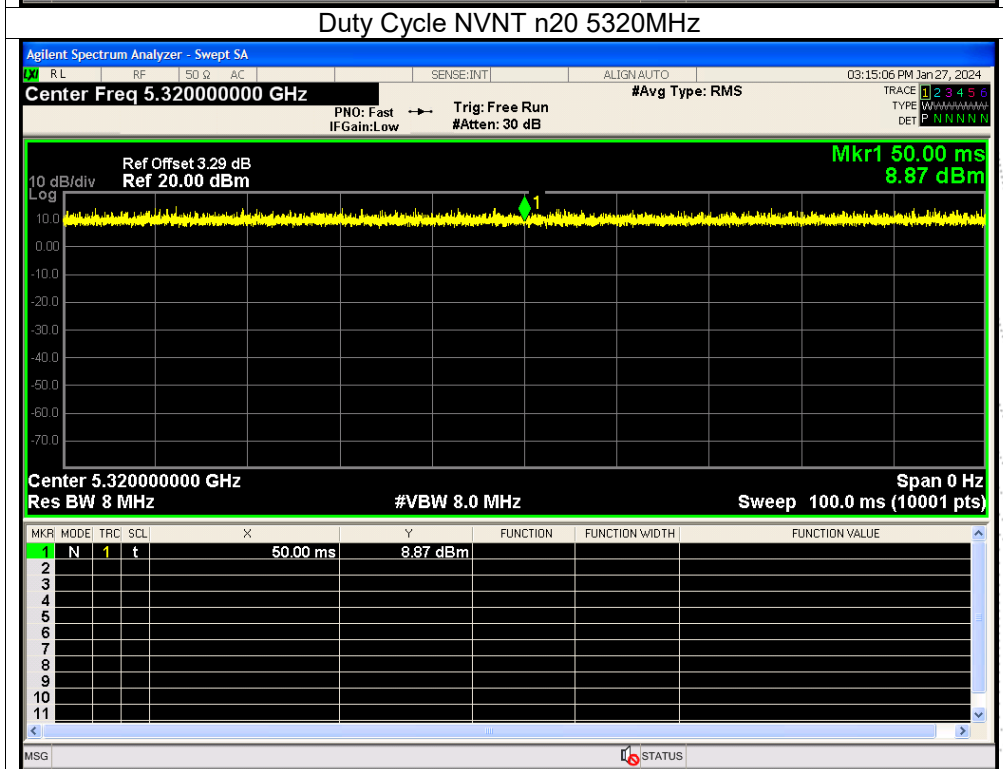 Duty Cycle NVNT n20 5320MHz
Agilent Spectrum Analyzer - Swept SA
LXI RL RF 50 Ω AC SENSE:INT ALIGN AUTO 03:15:06 PM Jan 27, 2024
Center Freq 5.320000000 GHz #Avg Type: RMS TRACE 1 2 3 4 5 6
PNO: Fast Trig: Free Run TYPE WWWWWW
IFGain:Low #Atten: 30 dB DET P N N N N N
Mkr1 50.00 ms
Ref Offset 3.29 dB
10 dB/div Ref 20.00 dBm 8.87 dBm
Log
1
10.0
0.00
-10.0
-20.0
-30.0
-40.0
-50.0
-60.0
-70.0
Center 5.320000000 GHz Span 0 Hz
Res BW 8 MHz #VBW 8.0 MHz Sweep 100.0 ms (10001 pts)
MKR MODE TRC SCL X Y FUNCTION FUNCTION WIDTH FUNCTION VALUE
1 N 1 t 50.00 ms 8.87 dBm
2
3
4
5
6
7
8
9
10
11
MSG STATUS